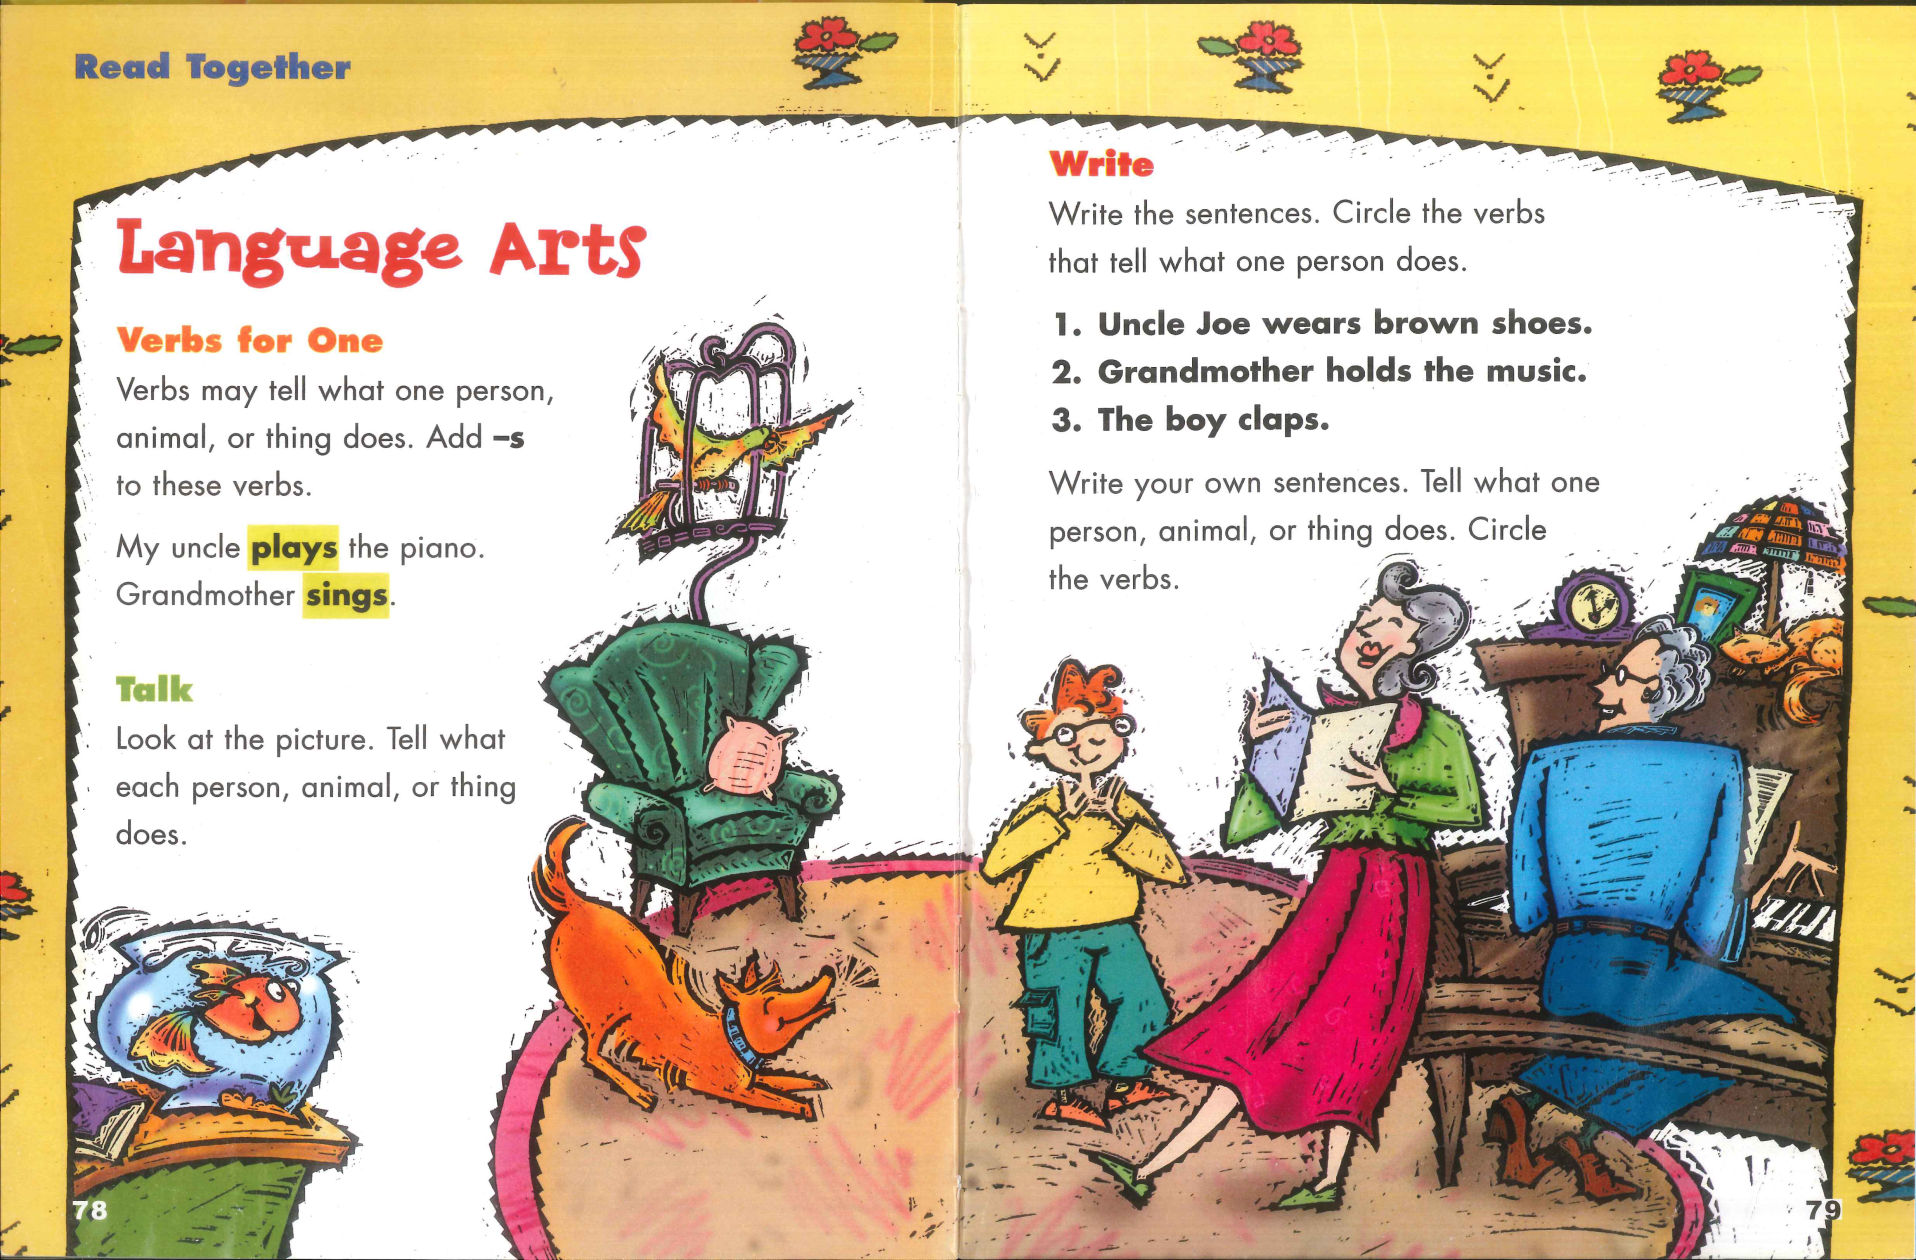 Read Together
Language Arts
Verbs for One
Verbs may tell what one person,
animal, or thing does. Add –s
to these verbs.
My uncle plays the piano.
Grandmother sings.
Talk
Look at the picture. Tell what
each person, animal, or thing
does.
78
Write
Write the sentences. Circle the verbs
that tell what one person does.
1. Uncle Joe wears brown shoes.
2. Grandmother holds the music.
3. The boy claps.
Write your own sentences. Tell what one
person, animal, or thing does. Circle
the verbs.
79